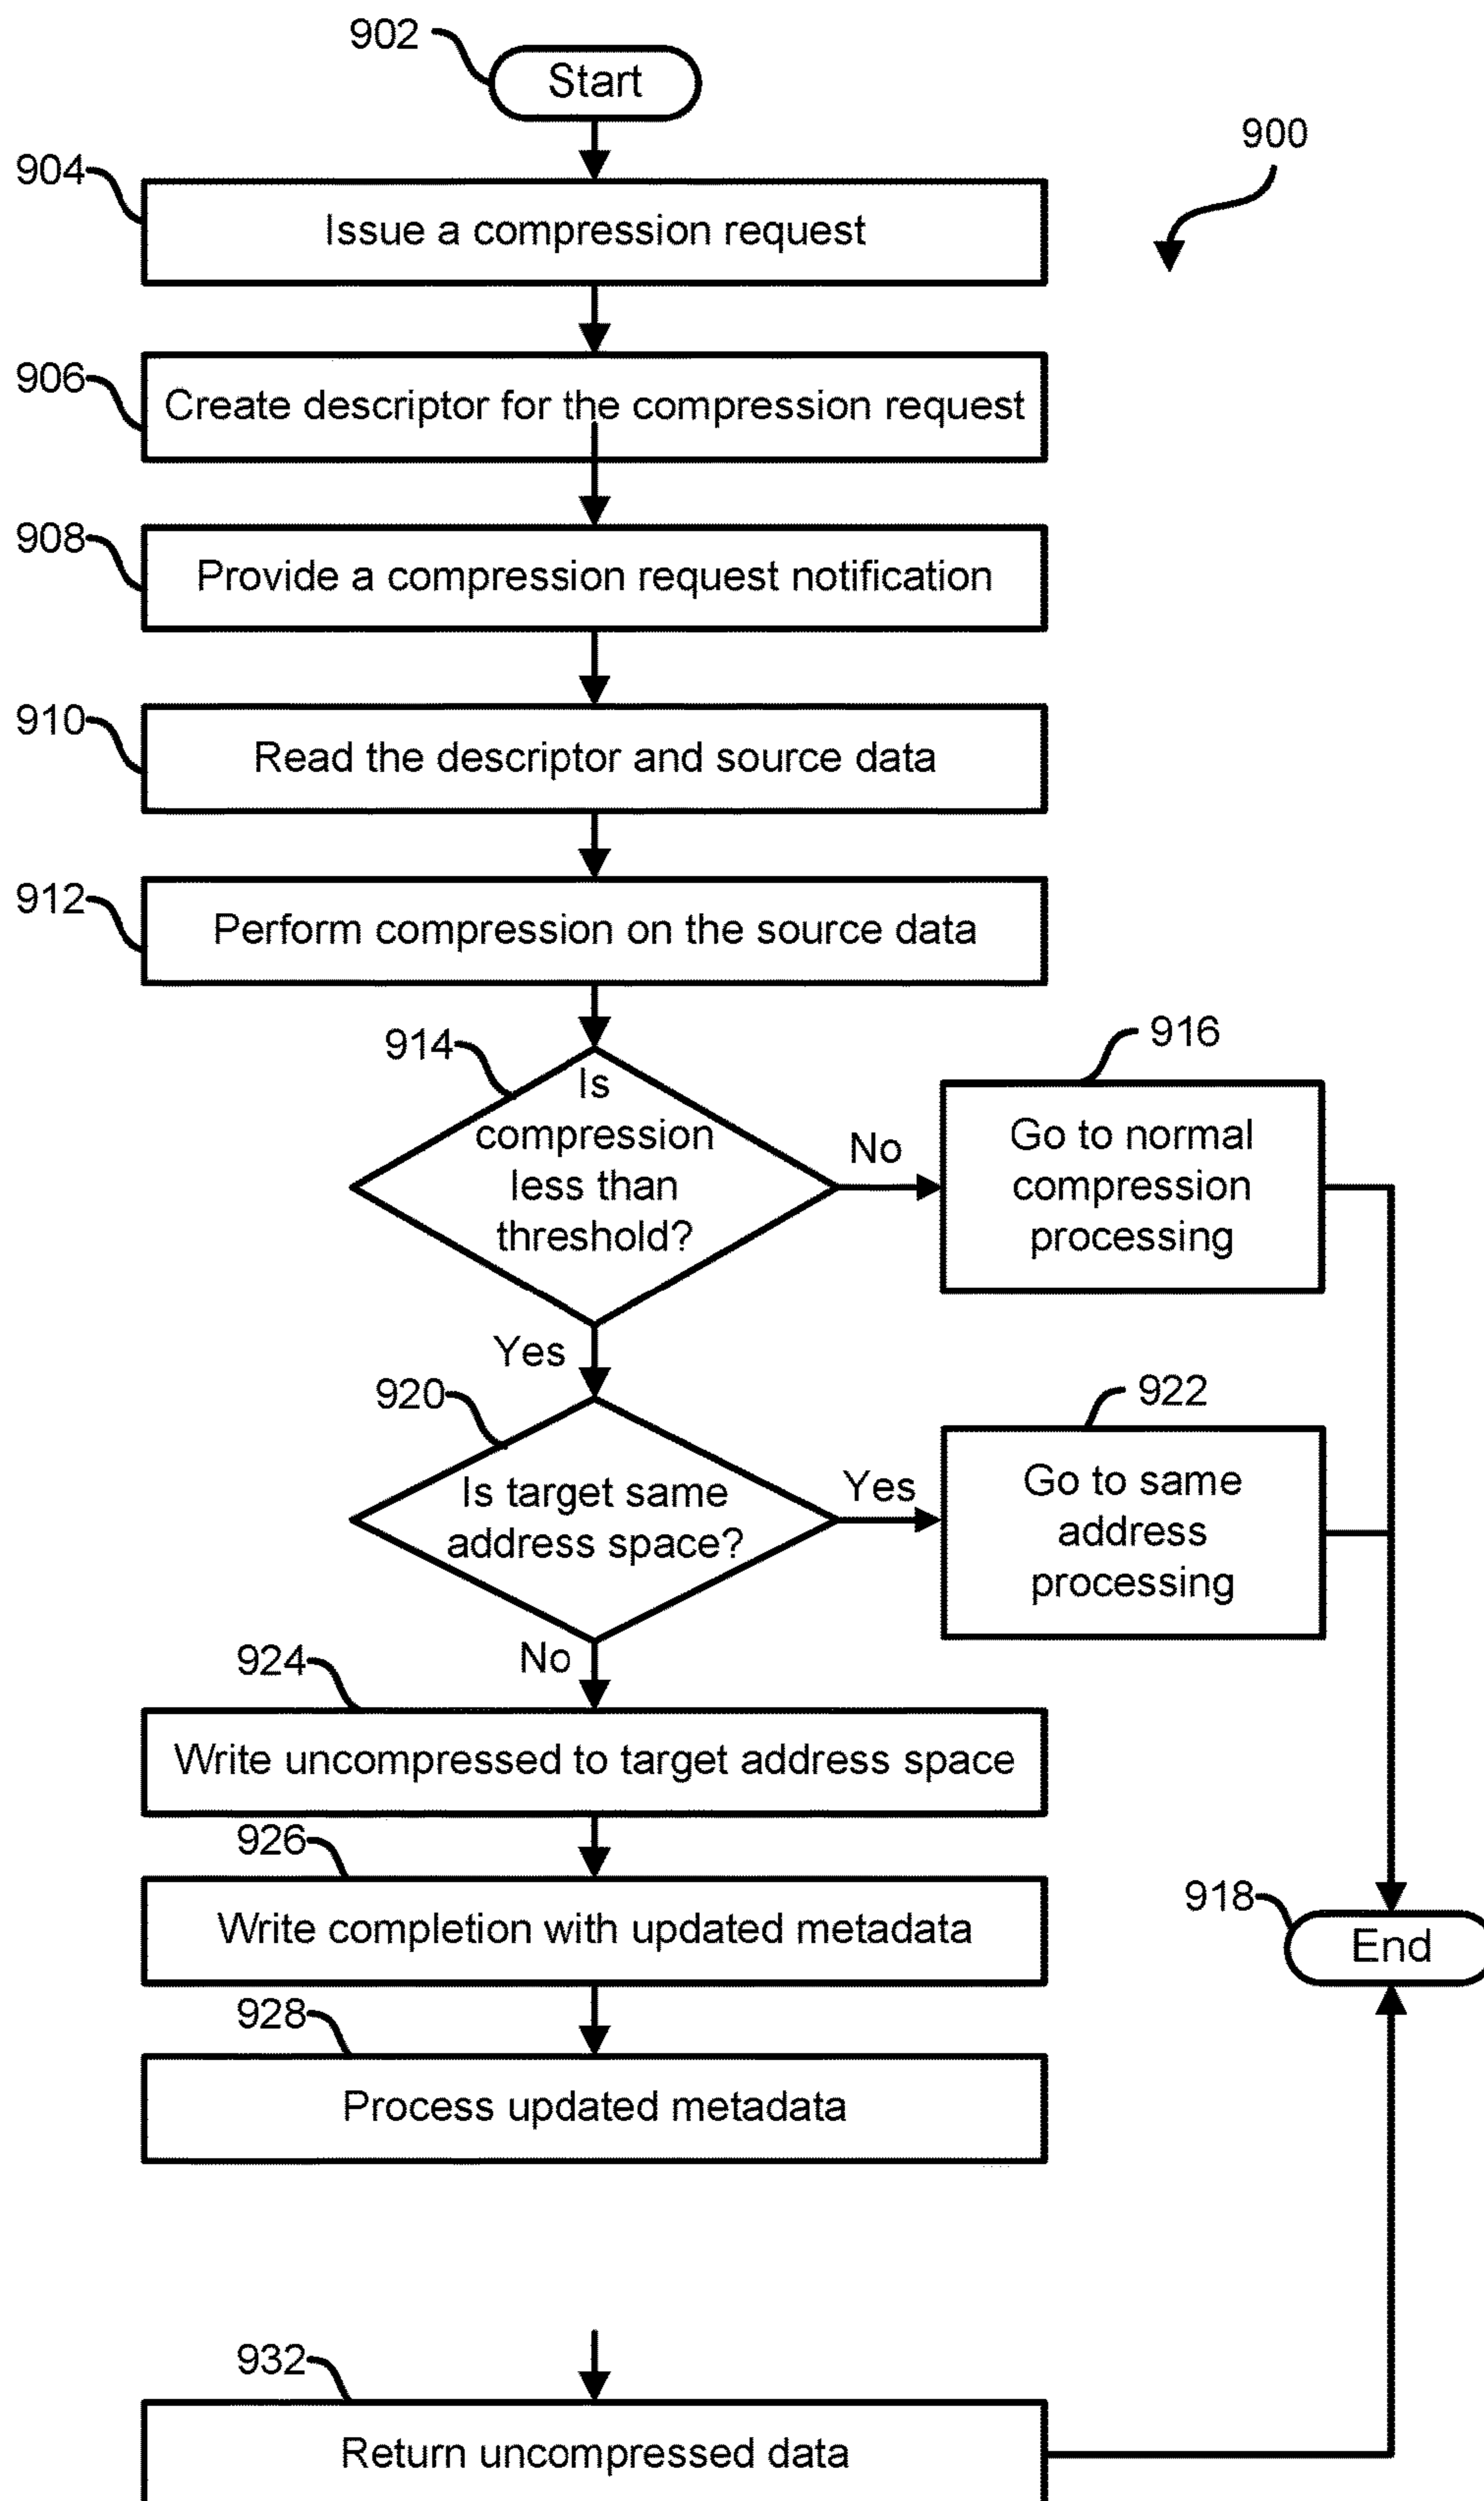 902
Start
900
904
Issue a compression request
906
Create descriptor for the compression request
908
Provide a compression request notification
910
Read the descriptor and source data
912
Perform compression on the source data
914
Is
compression
less than
threshold?
No
916
Go to normal
compression
processing
Yes
920
Is target same
address space?
Yes
922
Go to same
address
processing
No
924
Write uncompressed to target address space
926
Write completion with updated metadata
918
End
928
Process updated metadata
932
Return uncompressed data